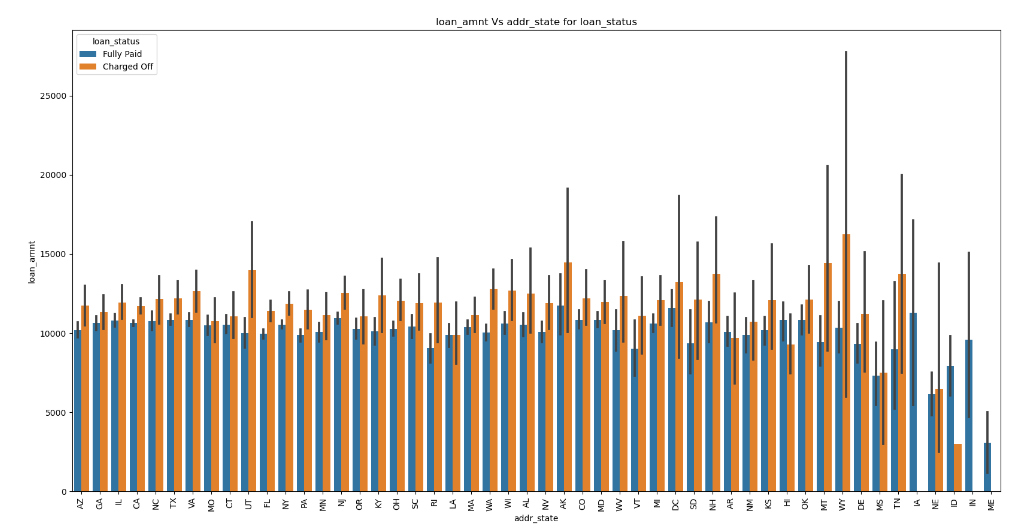 loan_amnt Vs addr_state for loan_status
loan_status
Fully Paid
Charged Off
25000
20000
15000
10000
5000
0
loan_amnt
AZ GA IL CA NC TX VA MO CT UT FL NY PA MN NJ OR KY OH SC RI LA MA WA WI AL NV AK CO MD WV VT MI DC SD NH AR NM KS HI OK MT WY DE MS TN IA NE ID IN ME
addr_state